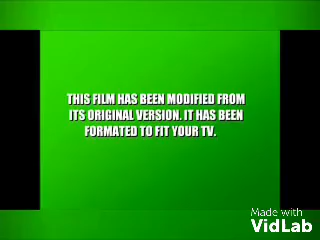 THIS FILM HAS BEEN MODIFIED FROM
ITS ORIGINAL VERSION. IT HAS BEEN
FORMATED TO FIT YOUR TV.
Made with
VidLab